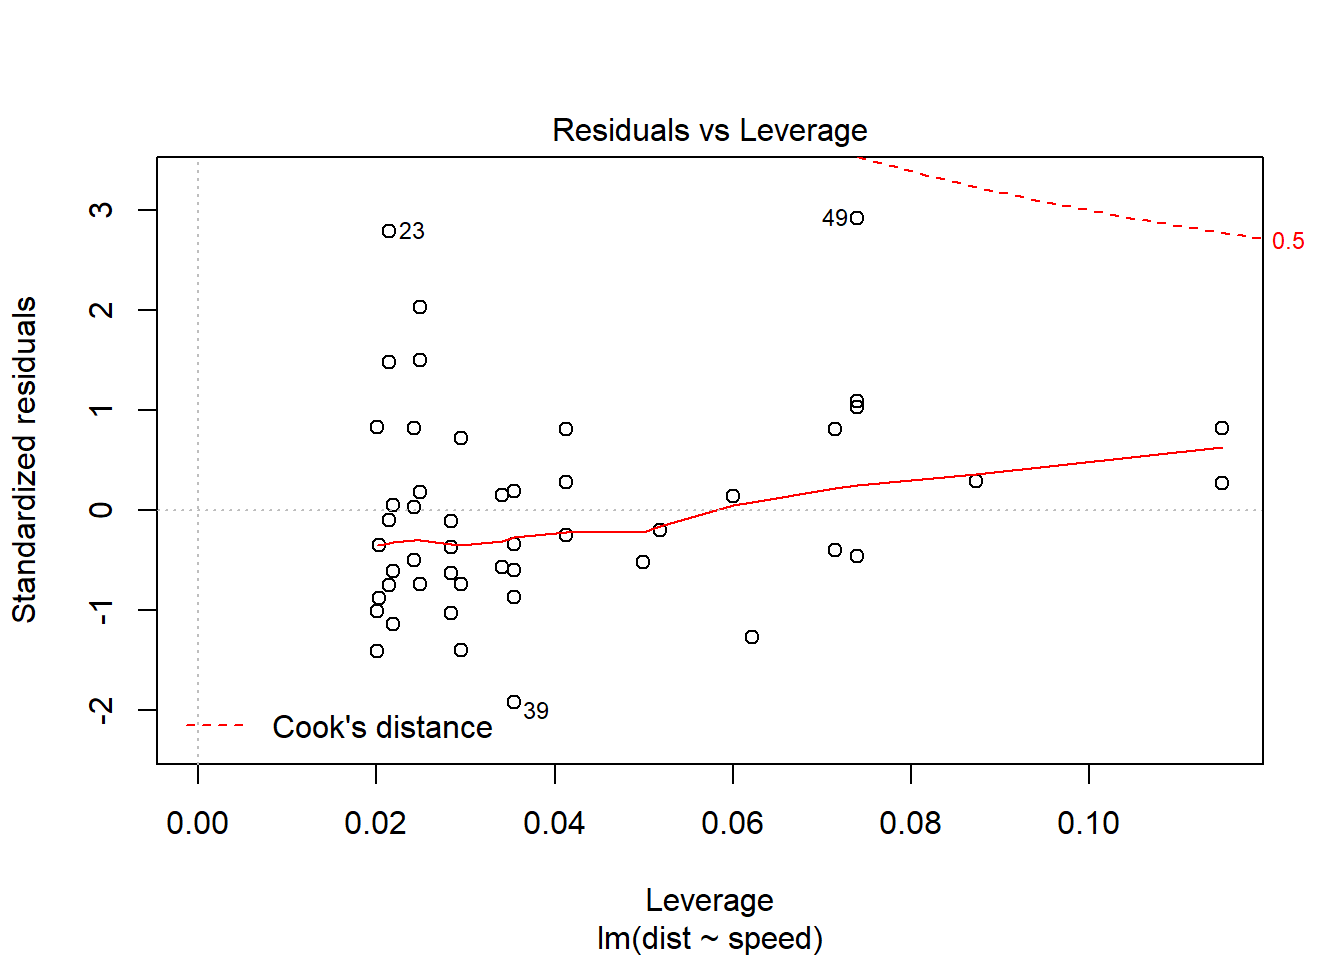 Residuals vs Leverage
Standardized residuals
3
2
1
0
-1
-2
23
49
39
0.5
Cook's distance
0.00 0.02 0.04 0.06 0.08 0.10
Leverage
lm(dist ~ speed)